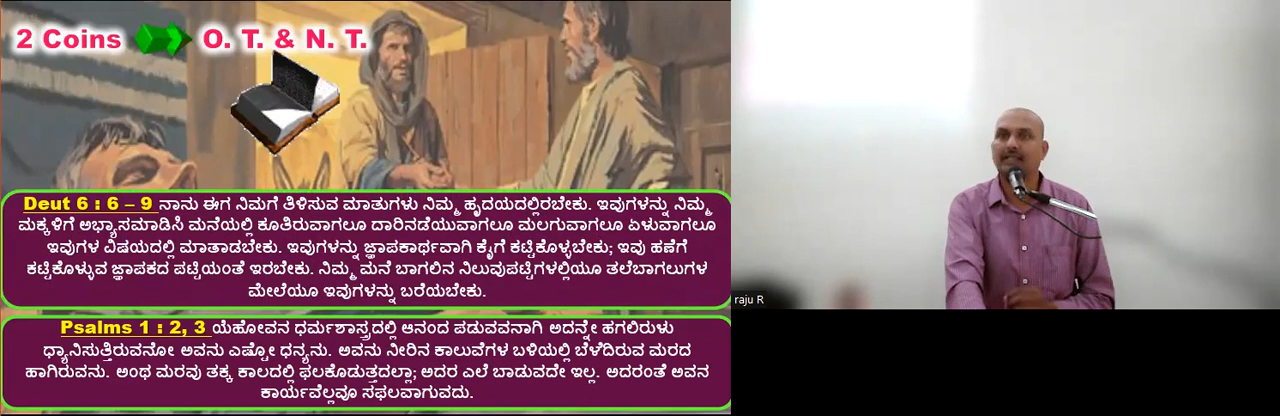 2 Coins O. T. & N. T.
Deut 6 : 6 – 9 ನಾನು ಈಗ ನಿಮಗೆ ತಿಳಿಸುವ ಮಾತುಗಳು ನಿಮ್ಮ ಹೃದಯದಲ್ಲಿರಬೇಕು. ಇವುಗಳನ್ನು ನಿಮ್ಮ
ಮಕ್ಕಳಿಗೆ ಅಭ್ಯಾಸಮಾಡಿಸಿ ಮನೆಯಲ್ಲಿ ಕೂತಿರುವಾಗಲೂ ದಾರಿನಡೆಯುವಾಗಲೂ ಮಲಗುವಾಗಲೂ ಏಳುವಾಗಲೂ
ಇವುಗಳ ವಿಷಯದಲ್ಲಿ ಮಾತಾಡಬೇಕು. ಇವುಗಳನ್ನು ಜ್ಞಾಪಕಾರ್ಥವಾಗಿ ಕೈಗೆ ಕಟ್ಟಿಕೊಳ್ಳಬೇಕು; ಇವು ಹಣೆಗೆ
ಕಟ್ಟಿಕೊಳ್ಳುವ ಜ್ಞಾಪಕದ ಪಟ್ಟಿಯಂತೆ ಇರಬೇಕು. ನಿಮ್ಮ ಮನೆ ಬಾಗಲಿನ ನಿಲುವುಪಟ್ಟಿಗಳಲ್ಲಿಯೂ ತಲೆಬಾಗಲುಗಳ
ಮೇಲೆಯೂ ಇವುಗಳನ್ನು ಬರೆಯಬೇಕು.
Psalms 1 : 2, 3 ಯೆಹೋವನ ಧರ್ಮಶಾಸ್ತ್ರದಲ್ಲಿ ಆನಂದ ಪಡುವವನಾಗಿ ಅದನ್ನೇ ಹಗಲಿರುಳು
ಧ್ಯಾನಿಸುತ್ತಿರುವನೋ ಅವನು ಎಷ್ಟೋ ಧನ್ಯನು. ಅವನು ನೀರಿನ ಕಾಲುವೆಗಳ ಬಳಿಯಲ್ಲಿ ಬೆಳೆದಿರುವ ಮರದ
ಹಾಗಿರುವನು. ಅಂಥ ಮರವು ತಕ್ಕ ಕಾಲದಲ್ಲಿ ಫಲಕೊಡುತ್ತದಲ್ಲಾ; ಅದರ ಎಲೆ ಬಾಡುವದೇ ಇಲ್ಲ. ಅದರಂತೆ ಅವನ
ಕಾರ್ಯವೆಲ್ಲವೂ ಸಫಲವಾಗುವದು.
raju R